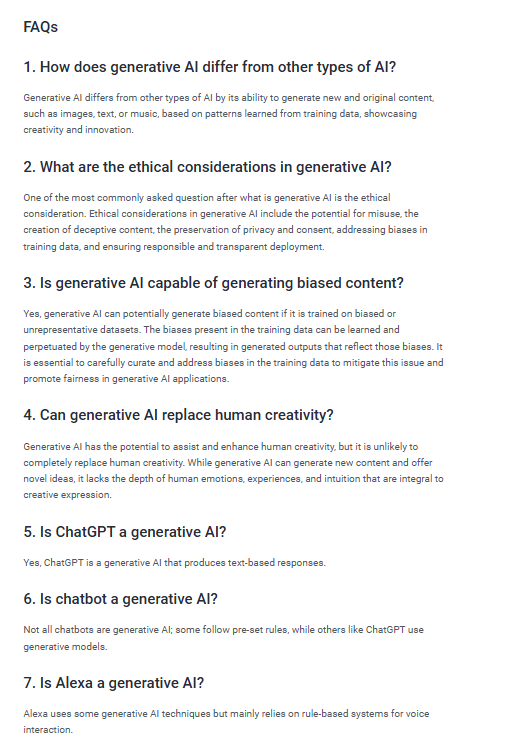 FAQs
1. How does generative AI differ from other types of AI?
Generative AI differs from other types of AI by its ability to generate new and original content,
such as images, text, or music, based on patterns learned from training data, showcasing
creativity and innovation.
2. What are the ethical considerations in generative AI?
One of the most commonly asked question after what is generative AI is the ethical
consideration. Ethical considerations in generative AI include the potential for misuse, the
creation of deceptive content, the preservation of privacy and consent, addressing biases in
training data, and ensuring responsible and transparent deployment.
3. Is generative AI capable of generating biased content?
Yes, generative AI can potentially generate biased content if it is trained on biased or
unrepresentative datasets. The biases present in the training data can be learned and
perpetuated by the generative model, resulting in generated outputs that reflect those biases. It
is essential to carefully curate and address biases in the training data to mitigate this issue and
promote fairness in generative AI applications.
4. Can generative AI replace human creativity?
Generative AI has the potential to assist and enhance human creativity, but it is unlikely to
completely replace human creativity. While generative AI can generate new content and offer
novel ideas, it lacks the depth of human emotions, experiences, and intuition that are integral to
creative expression.
5. Is ChatGPT a generative AI?
Yes, ChatGPT is a generative AI that produces text-based responses.
6. Is chatbot a generative AI?
Not all chatbots are generative AI; some follow pre-set rules, while others like ChatGPT use
generative models.
7. Is Alexa a generative AI?
Alexa uses some generative AI techniques but mainly relies on rule-based systems for voice
interaction.